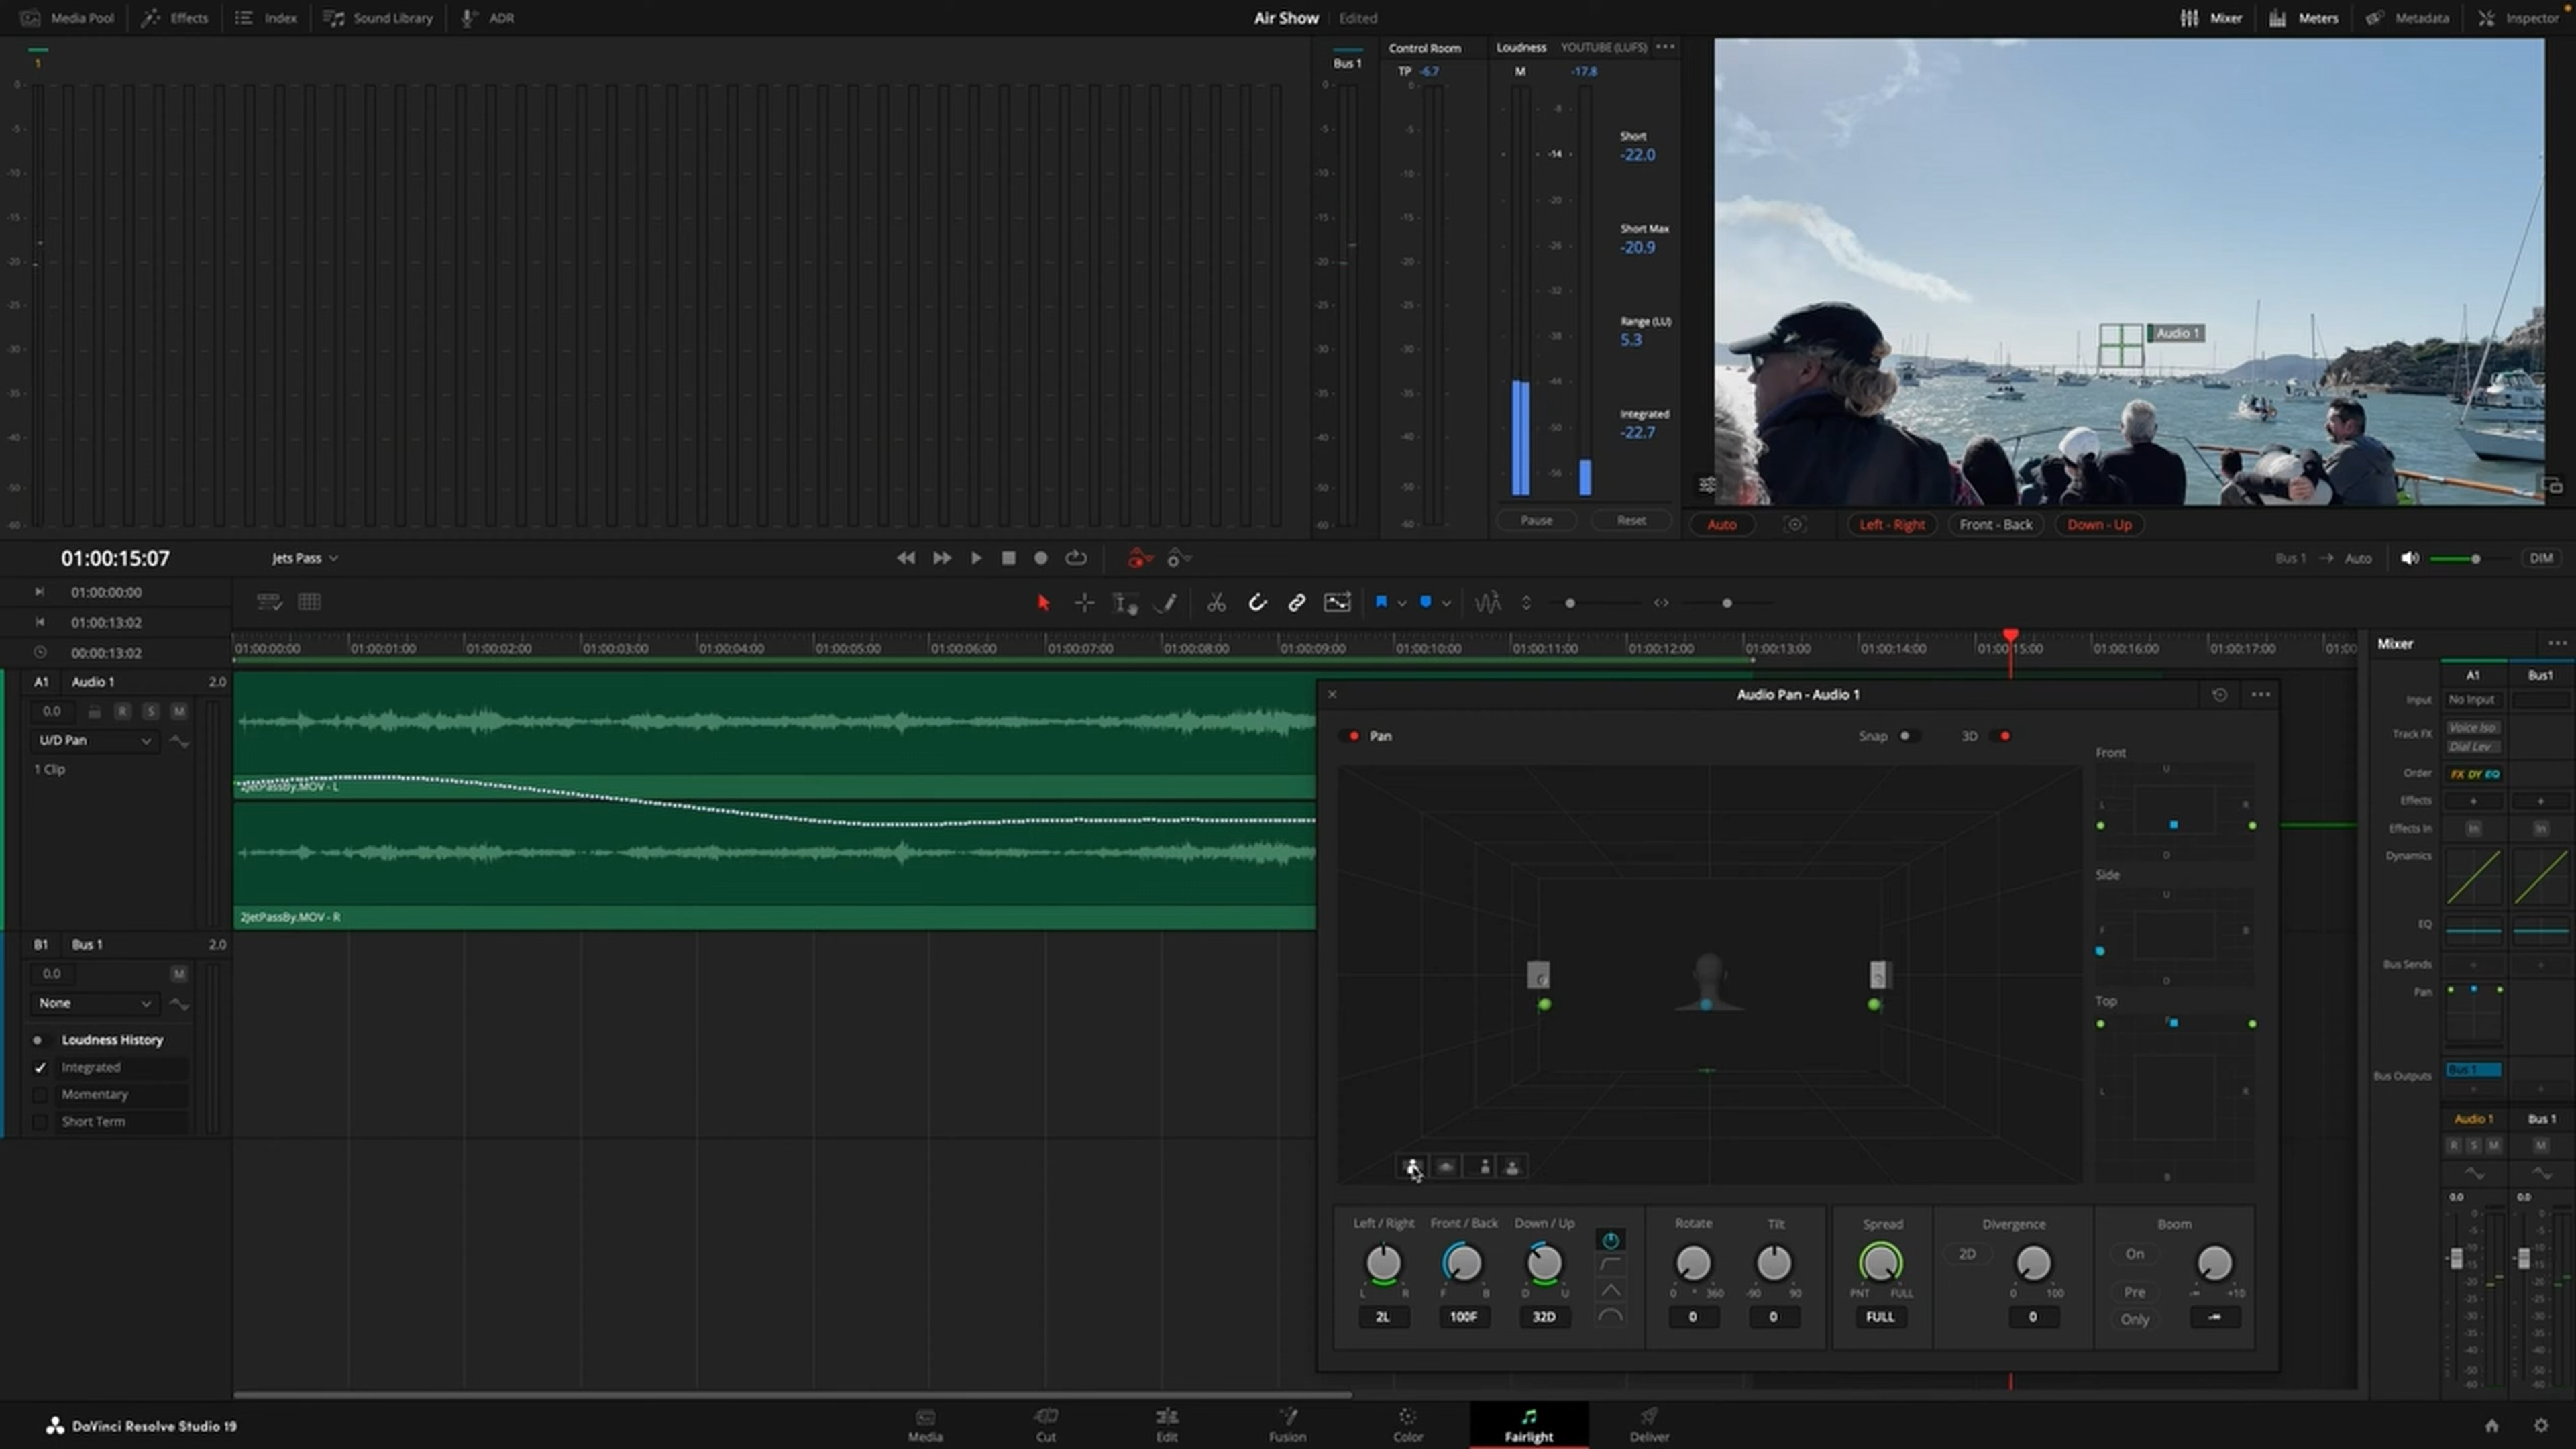 Media Pool Effects Index Sound Library ADR Air Show Edited Mixer Meters Metadata Inspector
1 Bus 1 Control Room Loudness YOUTUBE (LUFS)
TP -6.7 M -17.8
Short
-22.0
Short Max
-20.9
Range (LU)
5.3
Integrated
-22.7
Audio 1
Pause Reset Auto Left - Right Front - Back Down - Up
01:00:15:07 Jets Pass Bus 1 Auto DIM
01:00:00:00
01:00:13:02
00:00:13:02
01:00:00:00 01:00:01:00 01:00:02:00 01:00:03:00 01:00:04:00 01:00:05:00 01:00:06:00 01:00:07:00 01:00:08:00 01:00:09:00 01:00:10:00 01:00:11:00 01:00:12:00 01:00:13:00 01:00:14:00 01:00:15:00 01:00:16:00 01:00:17:00
A1 Audio 1 2.0
0.0 R S M
U/D Pan
1 Clip
2JetPassBy.MOV - L
2JetPassBy.MOV - R
B1 Bus 1 2.0
0.0 M
None
Loudness History
Integrated
Momentary
Short Term
Audio Pan - Audio 1
Pan Snap 3D
Front
U
L R
D
Side
U
F B
D
Top
F
L R
B
Left / Right Front / Back Down / Up Rotate Tilt Spread Divergence Boom
2D On
L R F B D U 0 360 -90 90 PNT FULL 0 100 Pre -∞ +10
2L 100F 32D 0 0 FULL 0 Only -∞
Mixer
A1 Bus1
Input No Input
Track FX Voice Iso
Dial Lev
Order FX DY EQ
Effects + +
Effects In In In
Dynamics
EQ
Bus Sends
Pan
Bus Outputs Bus 1
Audio 1 Bus 1
R S M M
0.0 0.0
DaVinci Resolve Studio 19 Media Cut Edit Fusion Color Fairlight Deliver